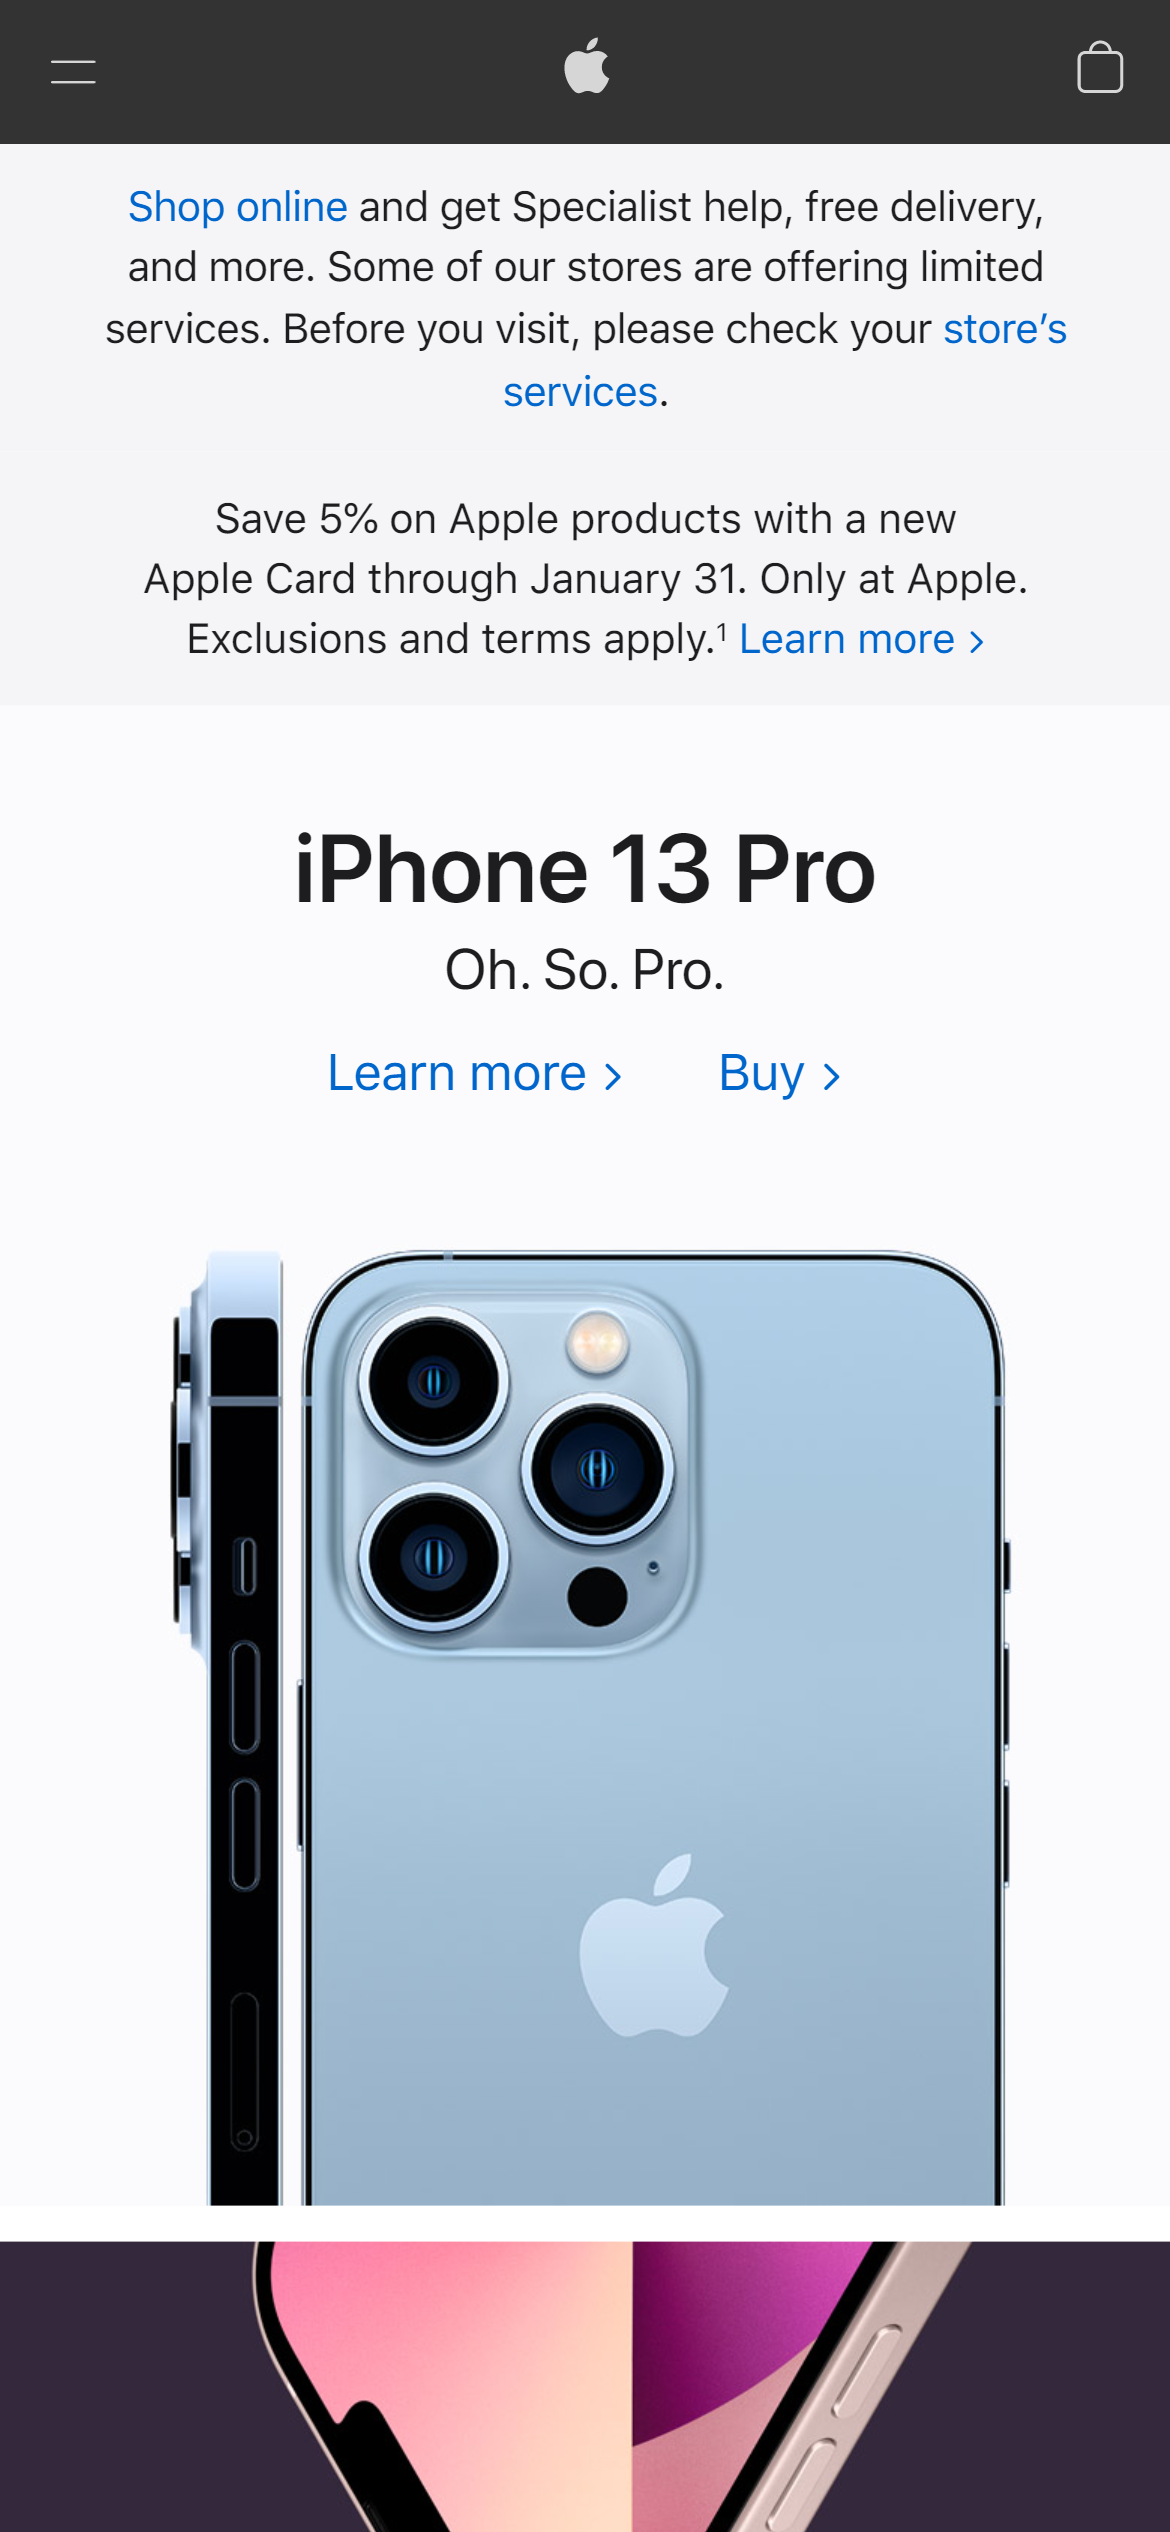 Shop online and get Specialist help, free delivery,
and more. Some of our stores are offering limited
services. Before you visit, please check your store’s
services.
Save 5% on Apple products with a new
Apple Card through January 31. Only at Apple.
Exclusions and terms apply.¹ Learn more >
iPhone 13 Pro
Oh. So. Pro.
Learn more > Buy >